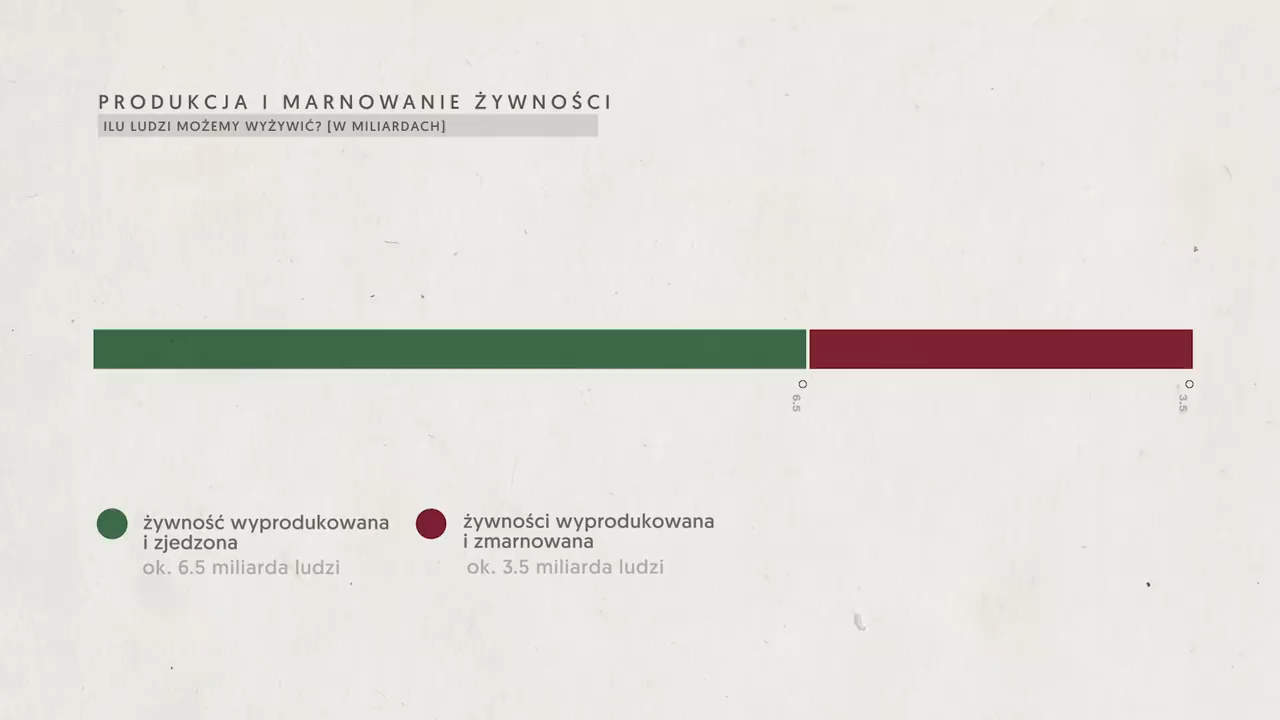 PRODUKCJA I MARNOWANIE ŻYWNOŚCI
ILU LUDZI MOŻEMY WYŻYWIĆ? [W MILIARDACH]
6.5
3.5
żywność wyprodukowana
i zjedzona
ok. 6.5 miliarda ludzi
żywności wyprodukowana
i zmarnowana
ok. 3.5 miliarda ludzi